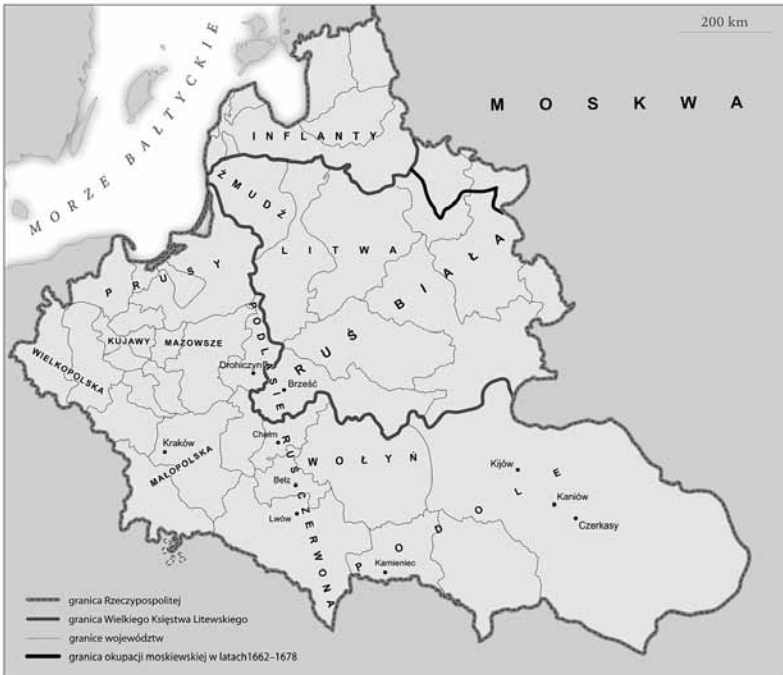 200 km
MOSKWA
MORZE BAŁTYCKIE
INFLANTY
ŻMUDŹ
LITWA
RUŚ BIAŁA
PRUSY
PODLASIE
KUJAWY
MAZOWSZE
WIELKOPOLSKA
Drohiczyn
Brześć
Chełm
Kraków
MAŁOPOLSKA
RUŚ CZERWONA
WOŁYŃ
Bełz
Lwów
Kijów
Kaniów
Czerkasy
PODOLE
Kamieniec
granica Rzeczypospolitej
granica Wielkiego Księstwa Litewskiego
granice województw
granica okupacji moskiewskiej w latach1662–1678